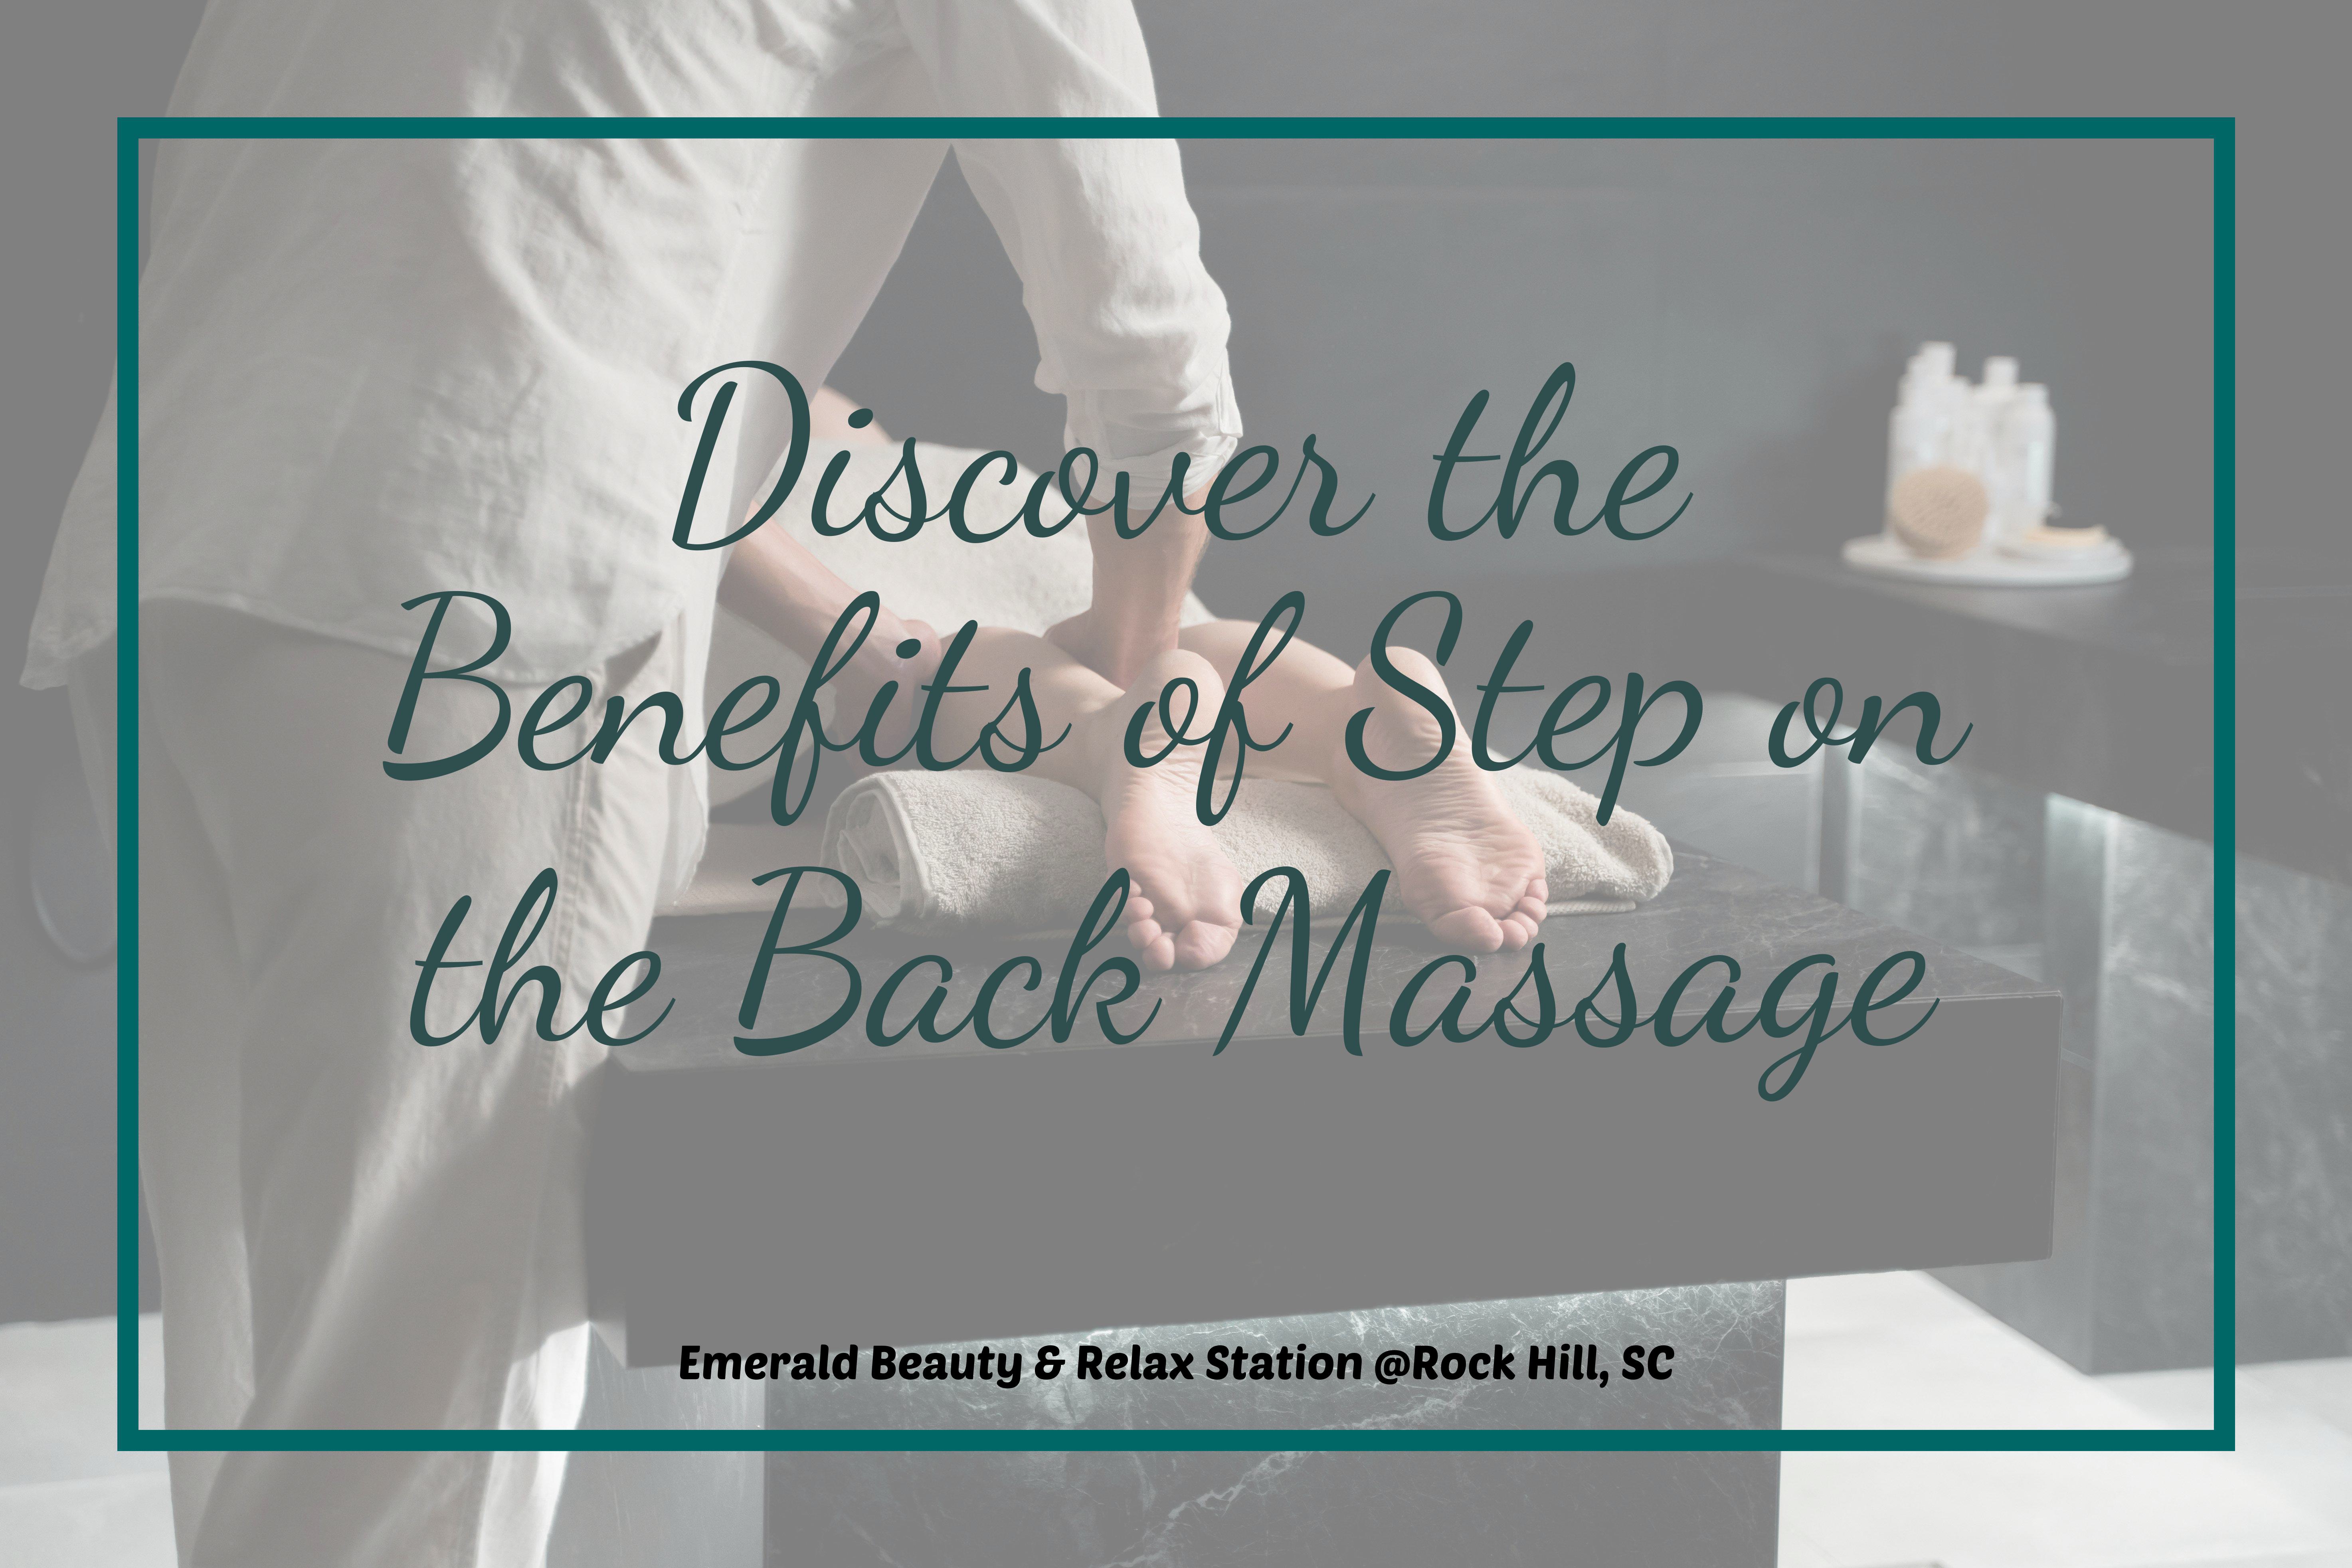 Discover the
Benefits of Step on
the Back Massage
Emerald Beauty & Relax Station @Rock Hill, SC